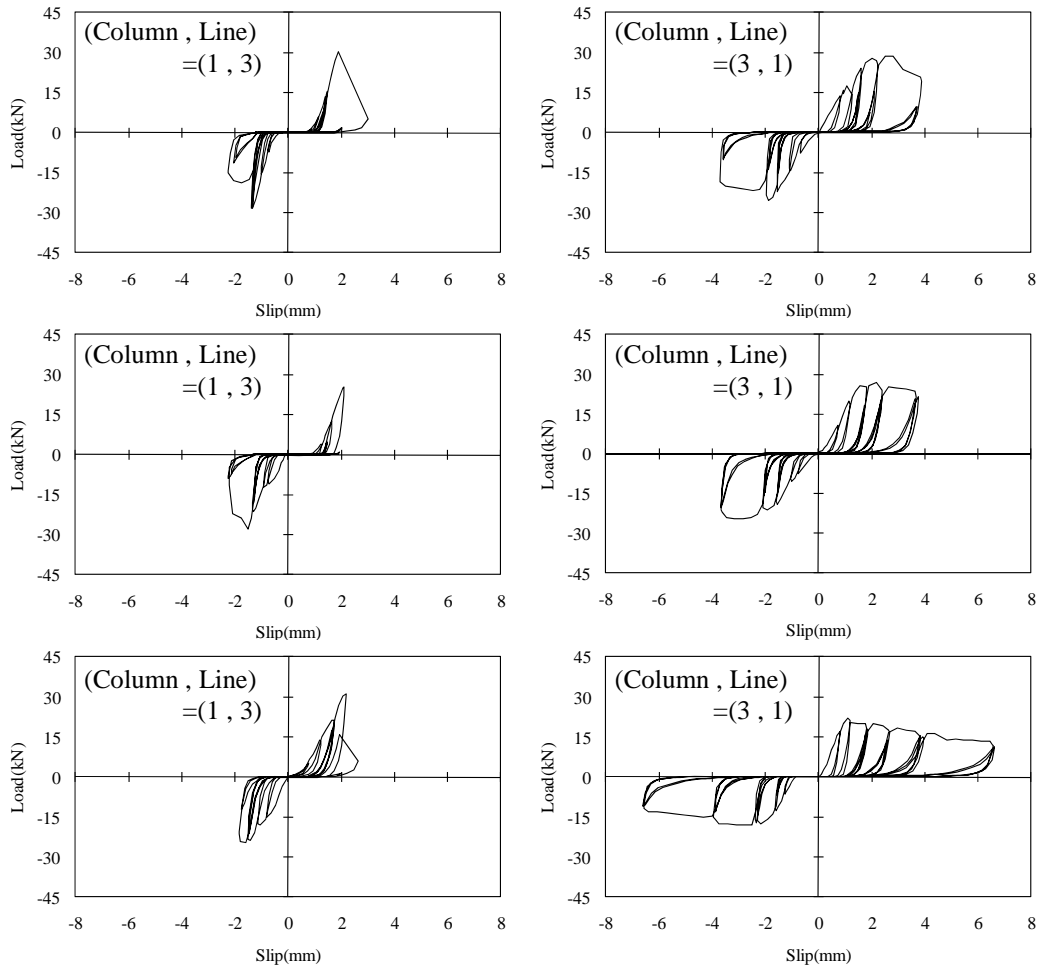 45
30
15
0
-15
-30
-45
Load(kN)
(Column , Line)
=(1 , 3)
-8 -6 -4 -2 0 2 4 6 8
Slip(mm)
45
30
15
0
-15
-30
-45
Load(kN)
(Column , Line)
=(3 , 1)
-8 -6 -4 -2 0 2 4 6 8
Slip(mm)
45
30
15
0
-15
-30
-45
Load(kN)
(Column , Line)
=(1 , 3)
-8 -6 -4 -2 0 2 4 6 8
Slip(mm)
45
30
15
0
-15
-30
-45
Load(kN)
(Column , Line)
=(3 , 1)
-8 -6 -4 -2 0 2 4 6 8
Slip(mm)
45
30
15
0
-15
-30
-45
Load(kN)
(Column , Line)
=(1 , 3)
-8 -6 -4 -2 0 2 4 6 8
Slip(mm)
45
30
15
0
-15
-30
-45
Load(kN)
(Column , Line)
=(3 , 1)
-8 -6 -4 -2 0 2 4 6 8
Slip(mm)